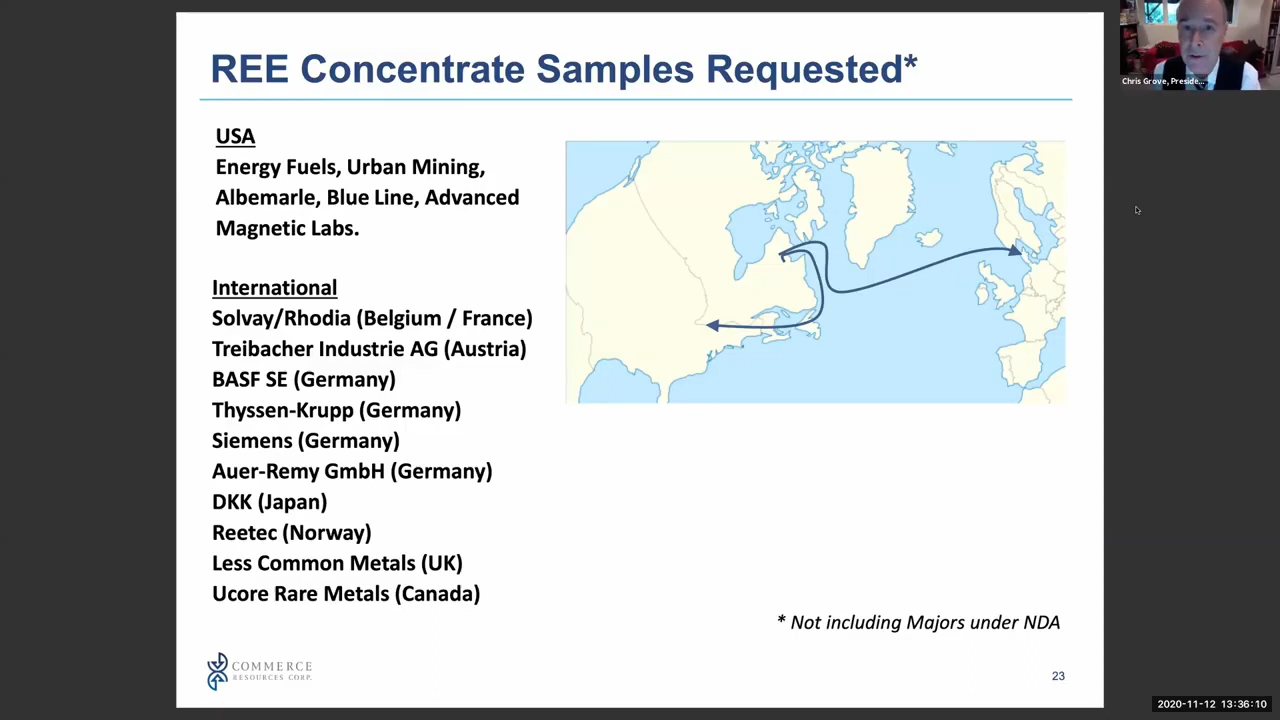 REE Concentrate Samples Requested*
USA
Energy Fuels, Urban Mining,
Albemarle, Blue Line, Advanced
Magnetic Labs.
International
Solvay/Rhodia (Belgium / France)
Treibacher Industrie AG (Austria)
BASF SE (Germany)
Thyssen-Krupp (Germany)
Siemens (Germany)
Auer-Remy GmbH (Germany)
DKK (Japan)
Reetec (Norway)
Less Common Metals (UK)
Ucore Rare Metals (Canada)
* Not including Majors under NDA
COMMERCE
RESOURCES CORP.
23
Chris Grove, Preside...
2020-11-12 13:36:10